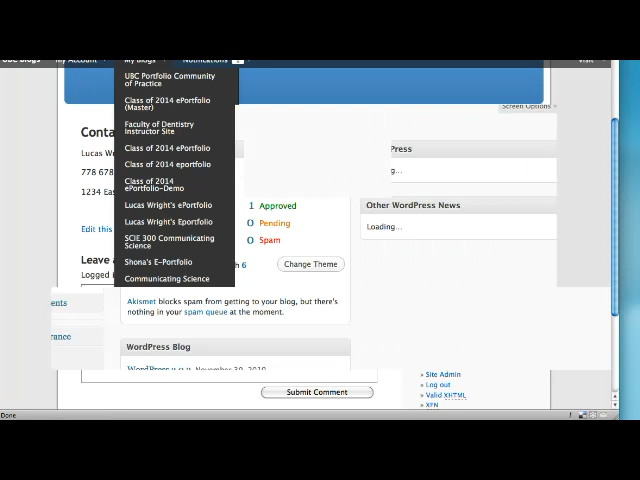 UBC Blogs My Account My Blogs Notifications Visit
UBC Portfolio Community
of Practice
Class of 2014 ePortfolio
(Master)
Faculty of Dentistry
Instructor Site
Class of 2014 ePortfolio
Class of 2014 eportfolio
Class of 2014
ePortfolio-Demo
Lucas Wright's ePortfolio
Lucas Wright's Eportfolio
SCIE 300 Communicating
Science
Shona's E-Portfolio
Communicating Science
Screen Options
Conta
Lucas W
778 678
1234 Eas
Edit this
Leave a
Logged i
Press
Other WordPress News
Loading...
1 Approved
0 Pending
0 Spam
6
Change Theme
ents
rance
Akismet blocks spam from getting to your blog, but there's
nothing in your spam queue at the moment.
WordPress Blog
WordPress November 30, 2010
» Site Admin
» Log out
» Valid XHTML
» XFN
Submit Comment
Done